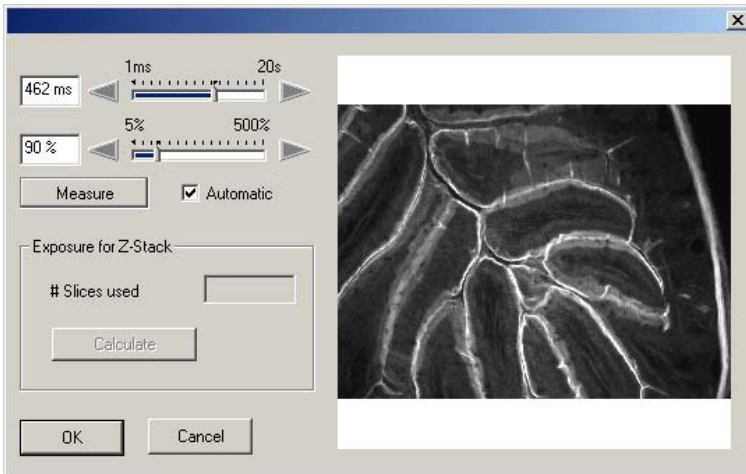 1ms 20s
462 ms
5% 500%
90 %
Measure Automatic
Exposure for Z-Stack
# Slices used
Calculate
OK Cancel